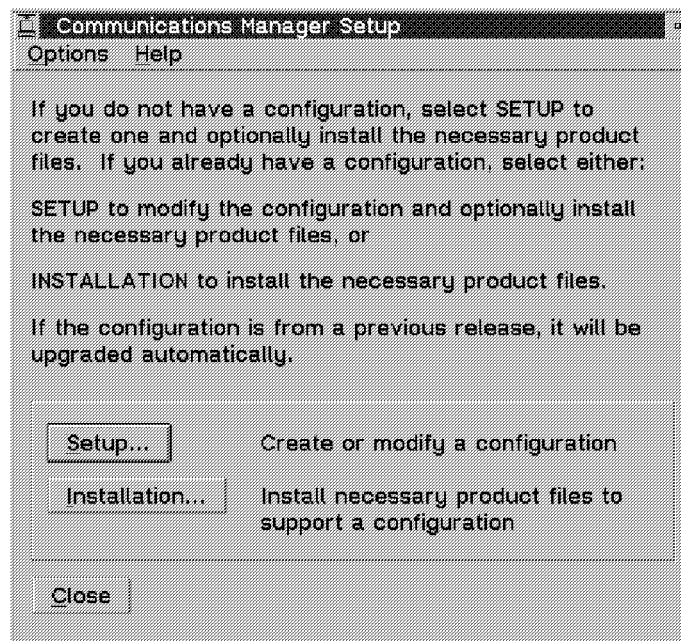 Communications Manager Setup
Options Help
If you do not have a configuration, select SETUP to
create one and optionally install the necessary product
files. If you already have a configuration, select either:
SETUP to modify the configuration and optionally install
the necessary product files, or
INSTALLATION to install the necessary product files.
If the configuration is from a previous release, it will be
upgraded automatically.
Setup... Create or modify a configuration
Installation... Install necessary product files to
support a configuration
Close